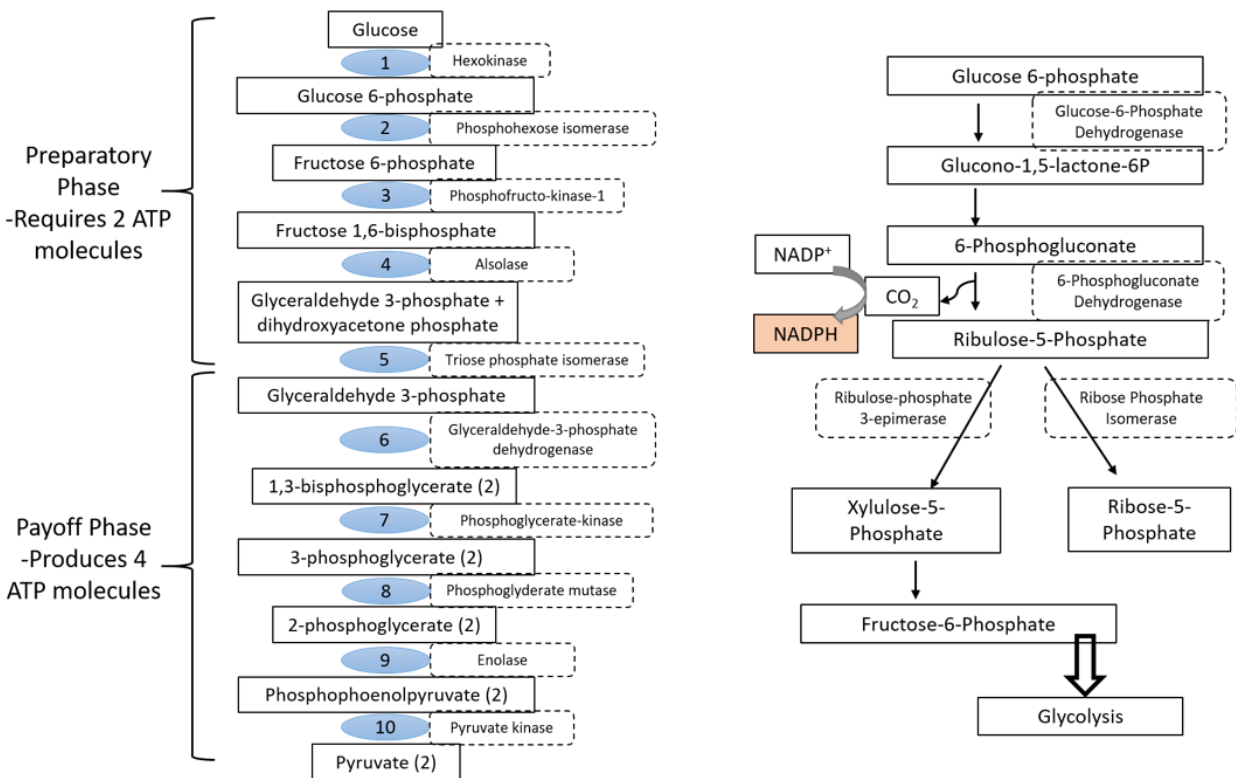 Preparatory
Phase
-Requires 2 ATP
molecules
Payoff Phase
-Produces 4
ATP molecules
Glucose
1
Hexokinase
Glucose 6-phosphate
2
Phosphohexose isomerase
Fructose 6-phosphate
3
Phosphofructo-kinase-1
Fructose 1,6-bisphosphate
4
Alsolase
Glyceraldehyde 3-phosphate +
dihydroxyacetone phosphate
5
Triose phosphate isomerase
Glyceraldehyde 3-phosphate
6
Glyceraldehyde-3-phosphate
dehydrogenase
1,3-bisphosphoglycerate (2)
7
Phosphoglycerate-kinase
3-phosphoglycerate (2)
8
Phosphoglyderate mutase
2-phosphoglycerate (2)
9
Enolase
Phosphophoenolpyruvate (2)
10
Pyruvate kinase
Pyruvate (2)
Glucose 6-phosphate
Glucose-6-Phosphate
Dehydrogenase
Glucono-1,5-lactone-6P
6-Phosphogluconate
NADP⁺
CO₂
NADPH
6-Phosphogluconate
Dehydrogenase
Ribulose-5-Phosphate
Ribulose-phosphate
3-epimerase
Ribose Phosphate
Isomerase
Xylulose-5-
Phosphate
Ribose-5-
Phosphate
Fructose-6-Phosphate
Glycolysis